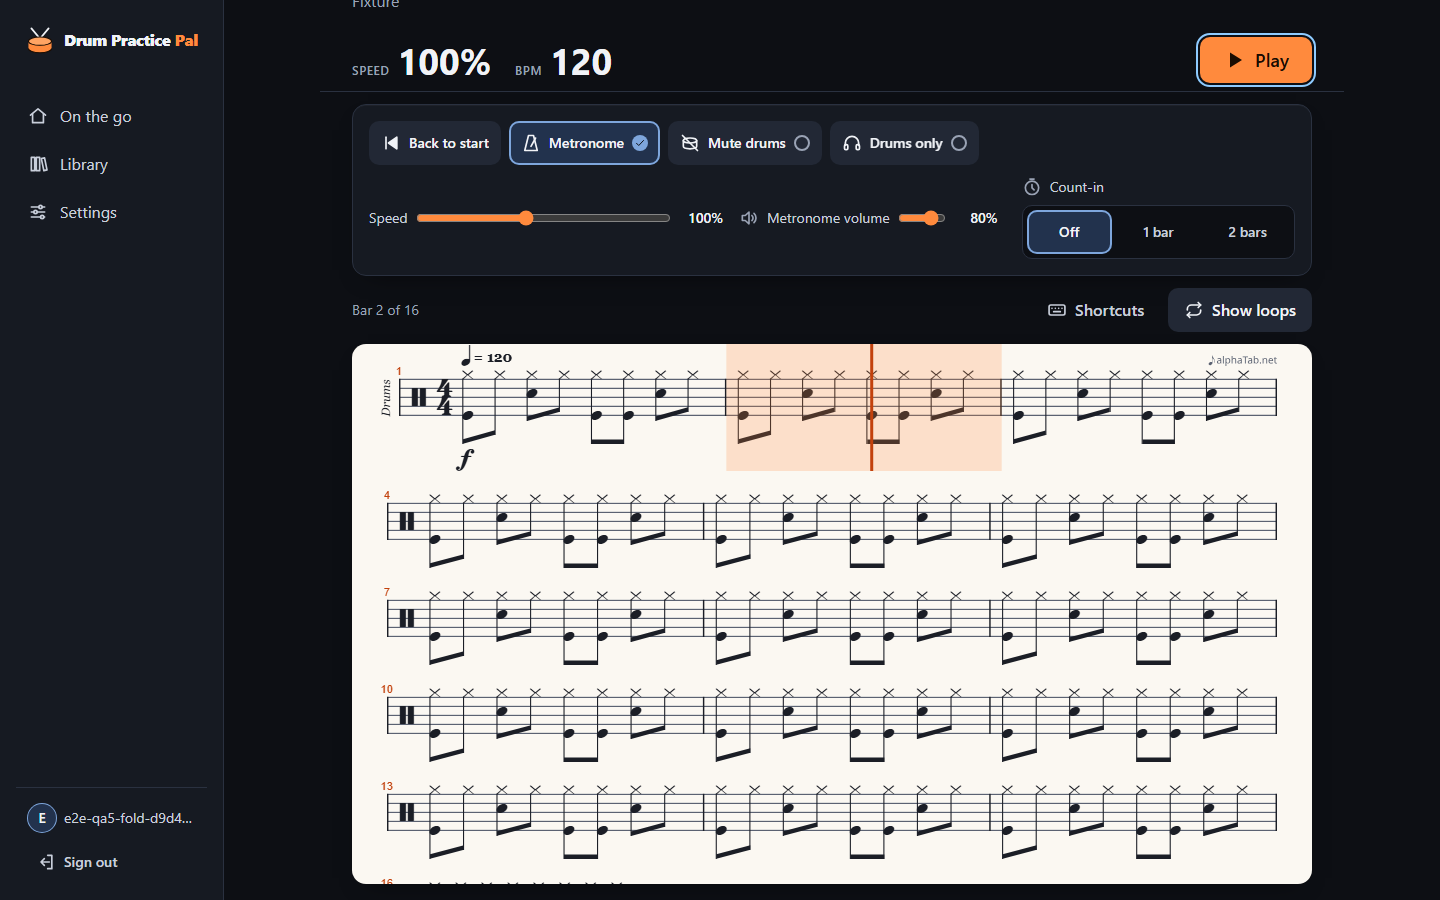 Fixture
Drum Practice Pal
SPEED 100% BPM 120
Play
On the go
Library
Settings
Back to start
Metronome
Mute drums
Drums only
Count-in
Speed
100%
Metronome volume
80%
Off
1 bar
2 bars
Bar 2 of 16
Shortcuts
Show loops
= 120
alphaTab.net
1
Drums
4
4
f
4
7
10
13
16
E
e2e-qa5-fold-d9d4...
Sign out